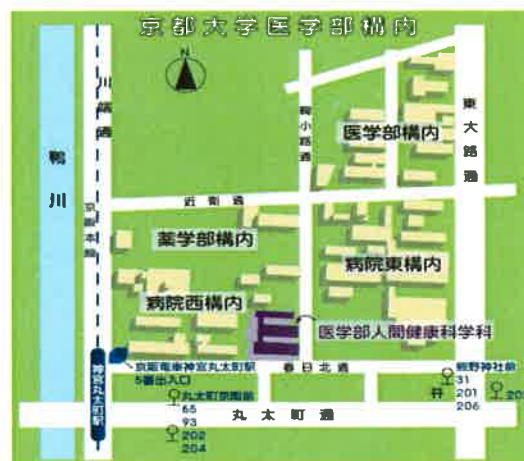 京都大学医学部構内
N
川端通
鴨川
京阪本線
鞠小路通
医学部構内
東大路通
近衛通
薬学部構内
病院東構内
病院西構内
医学部人間健康科学科
京阪電車神宮丸太町駅
5番出入口
春日北通
熊野神社前
31
201
206
神宮丸太町駅
丸太町京阪前
65
93
202
204
丸太町通